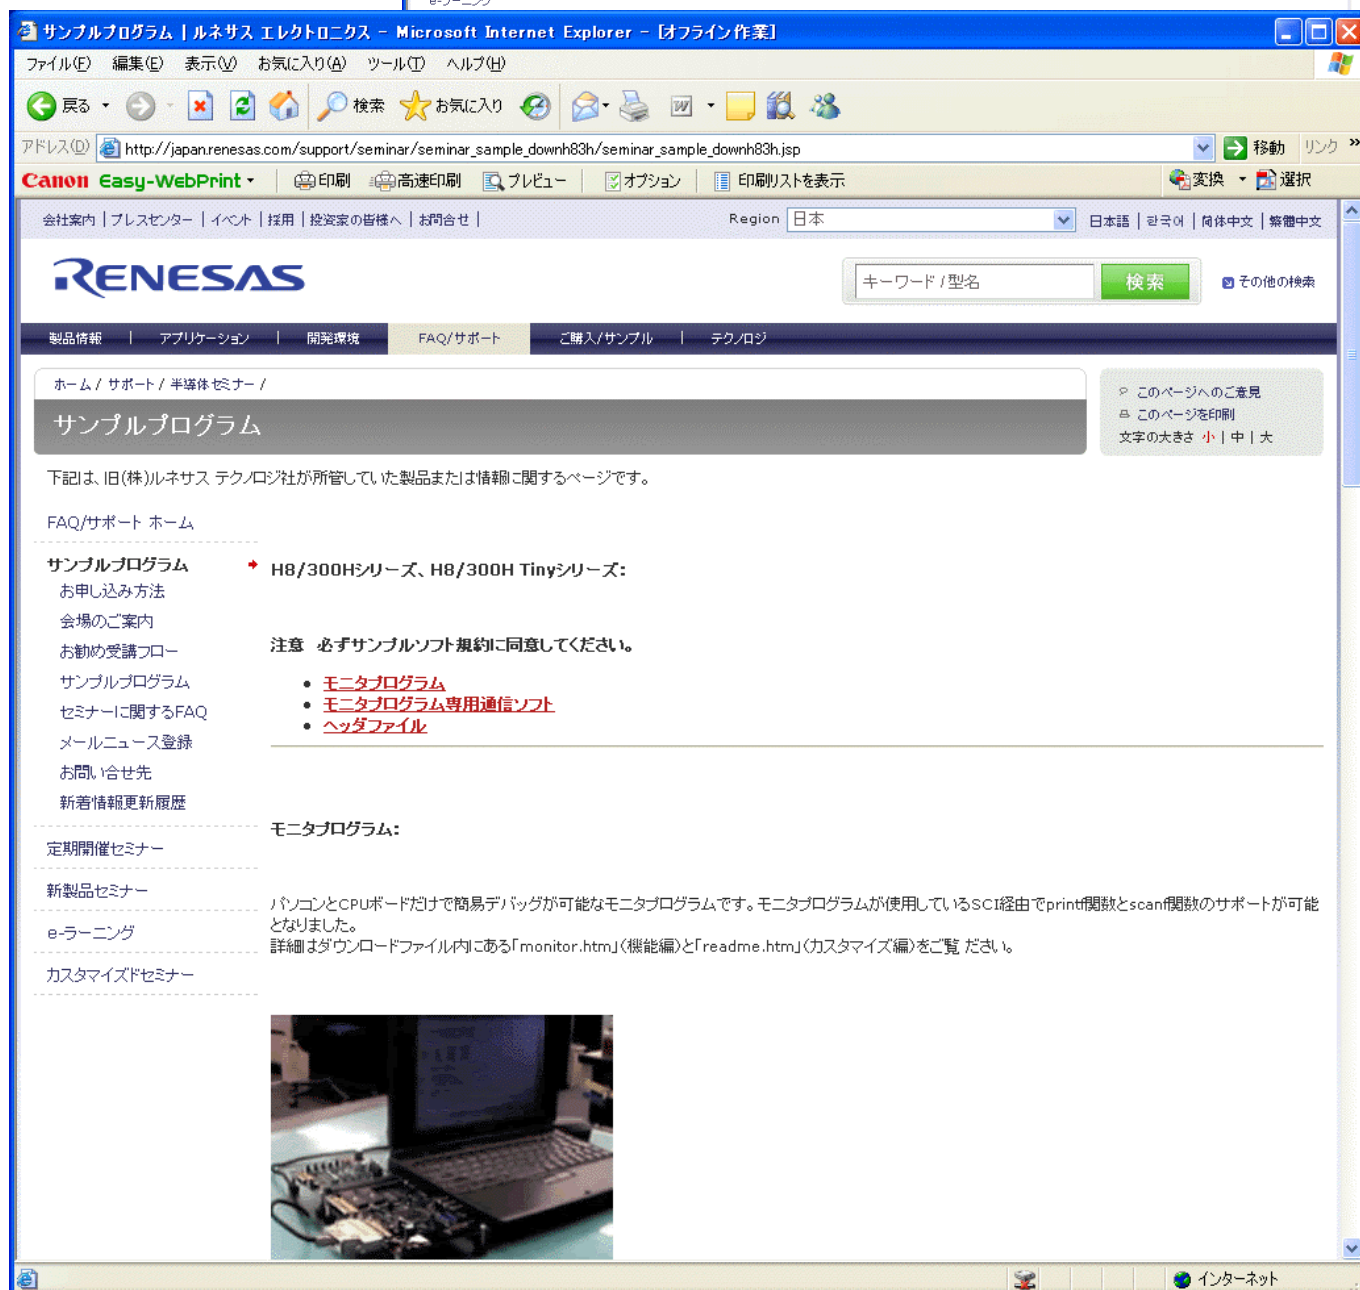 e-ラーニング
サンプルプログラム | ルネサス エレクトロニクス - Microsoft Internet Explorer - [オフライン作業]
ファイル(F) 編集(E) 表示(V) お気に入り(A) ツール(T) ヘルプ(H)
戻る 検索 お気に入り
アドレス(D) http://japan.renesas.com/support/seminar/seminar_sample_downh83h/seminar_sample_downh83h.jsp 移動 リンク »
Canon Easy-WebPrint 印刷 高速印刷 プレビュー オプション 印刷リストを表示 変換 選択
会社案内 | プレスセンター | イベント | 採用 | 投資家の皆様へ | お問合せ | Region 日本 日本語 | 한국어 | 简体中文 | 繁體中文
RENESAS キーワード / 型名 検索 その他の検索
製品情報 | アプリケーション | 開発環境 FAQ/サポート ご購入/サンプル | テクノロジ
ホーム / サポート / 半導体セミナー /
サンプルプログラム
このページへのご意見
このページを印刷
文字の大きさ 小 | 中 | 大
下記は、旧(株)ルネサス テクノロジ社が所管していた製品または情報に関するページです。
FAQ/サポート ホーム
サンプルプログラム
お申し込み方法
会場のご案内
お勧め受講フロー
サンプルプログラム
セミナーに関するFAQ
メールニュース登録
お問い合せ先
新着情報更新履歴
定期開催セミナー
新製品セミナー
e-ラーニング
カスタマイズドセミナー
H8/300Hシリーズ、H8/300H Tinyシリーズ:
注意 必ずサンプルソフト規約に同意してください。
• モニタプログラム
• モニタプログラム専用通信ソフト
• ヘッダファイル
モニタプログラム:
パソコンとCPUボードだけで簡易デバッグが可能なモニタプログラムです。モニタプログラムが使用しているSCI経由でprintf関数とscanf関数のサポートが可能
となりました。
詳細はダウンロードファイル内にある「monitor.htm」(機能編)と「readme.htm」(カスタマイズ編)をご覧 ださい。
インターネット